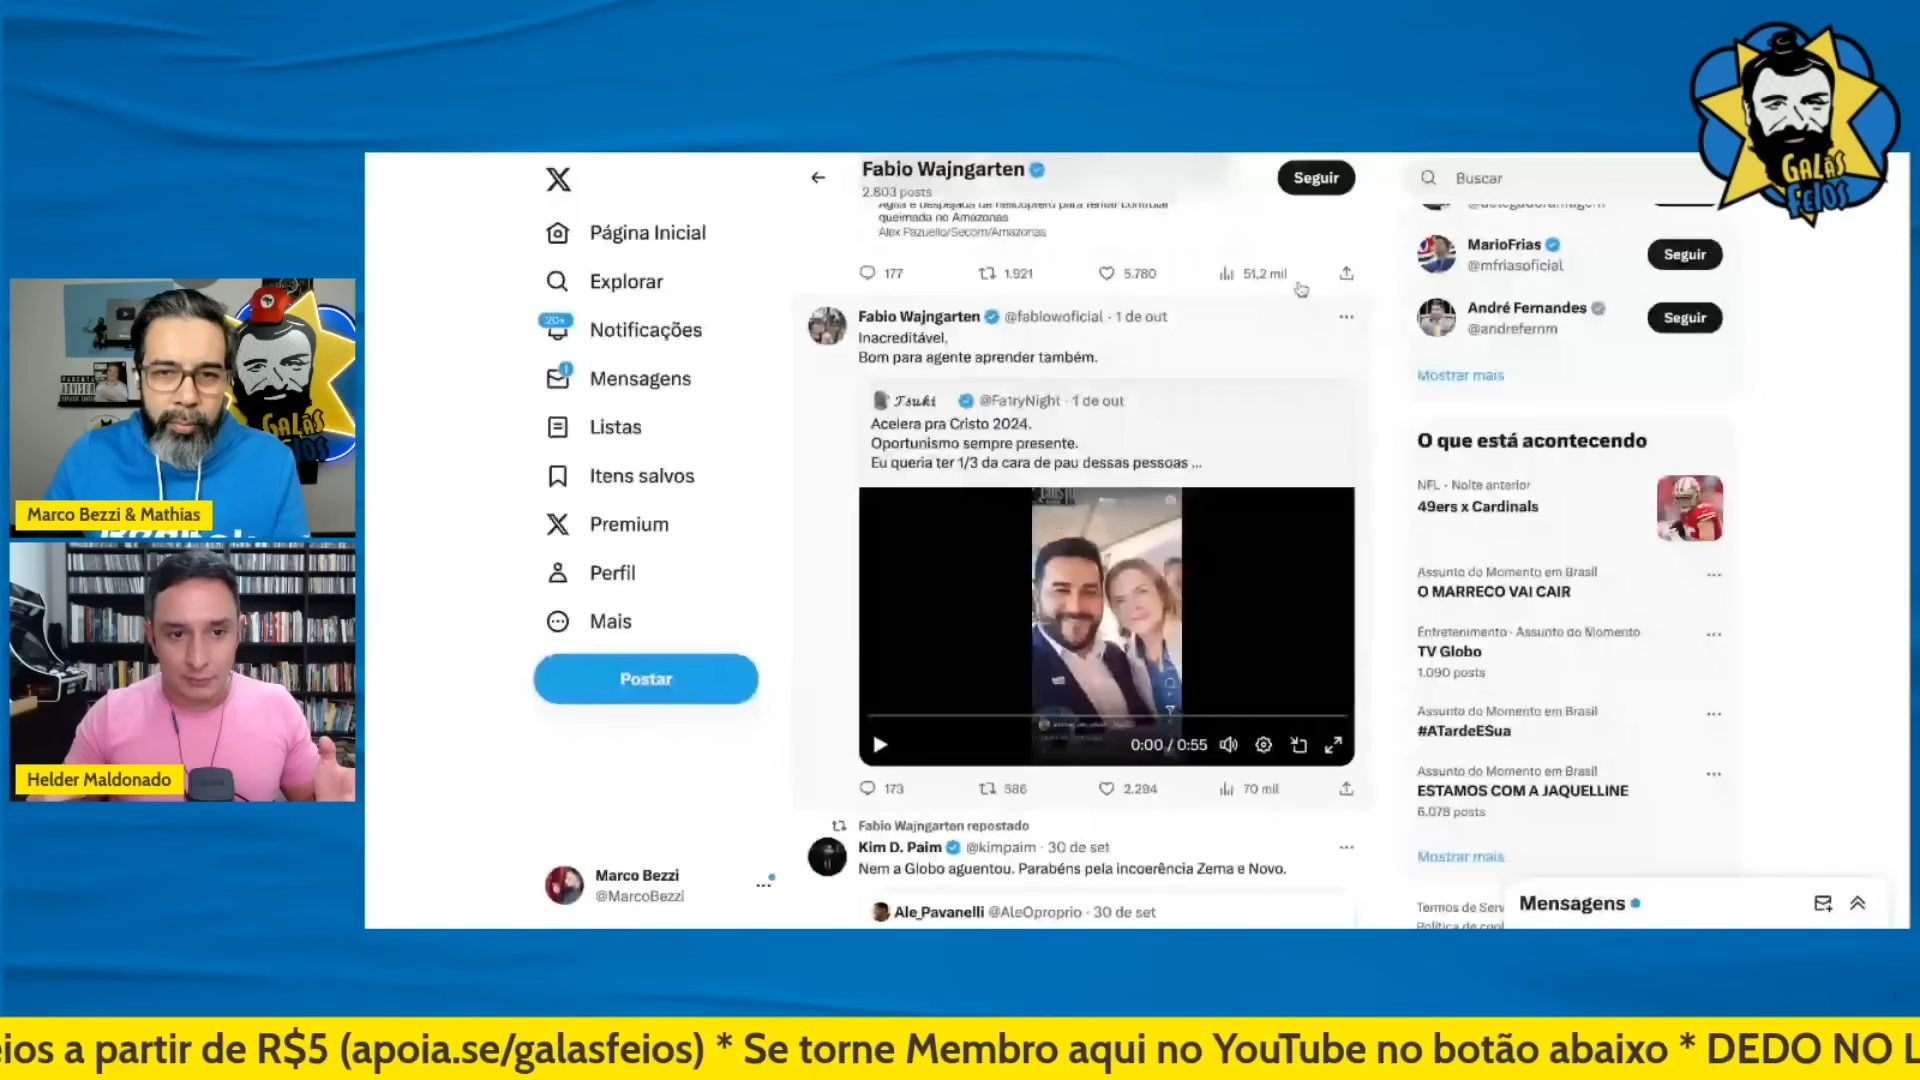 GALÃS
FEIOS
X
Página Inicial
Explorar
20+
Notificações
1
Mensagens
Listas
Itens salvos
Premium
Perfil
Mais
Postar
Marco Bezzi
@MarcoBezzi
Fabio Wajngarten
2.803 posts
Seguir
Água é despejada de helicóptero para tentar controlar
queimada no Amazonas
Alex Pazuello/Secom/Amazonas
177 1.921 5.780 51,2 mil
Fabio Wajngarten @fabiowoficial · 1 de out
Inacreditável.
Bom para agente aprender também.
Tsuki @Fa1ryNight · 1 de out
Acelera pra Cristo 2024.
Oportunismo sempre presente.
Eu queria ter 1/3 da cara de pau dessas pessoas ...
0:00 / 0:55
173 586 2.294 70 mil
Fabio Wajngarten repostado
Kim D. Paim @kimpaim · 30 de set
Nem a Globo aguentou. Parabéns pela incoerência Zema e Novo.
Ale_Pavanelli @AleOproprio · 30 de set
Buscar
MarioFrias
@mfriasoficial
Seguir
André Fernandes
@andrefernm
Seguir
Mostrar mais
O que está acontecendo
NFL · Noite anterior
49ers x Cardinals
Assunto do Momento em Brasil
O MARRECO VAI CAIR
Entretenimento · Assunto do Momento
TV Globo
1.090 posts
Assunto do Momento em Brasil
#ATardeESua
Assunto do Momento em Brasil
ESTAMOS COM A JAQUELLINE
6.078 posts
Mostrar mais
Termos de Serv
Política de cook
Mensagens
GALÃS
FEIOS
Marco Bezzi & Mathias
Helder Maldonado
eios a partir de R$5 (apoia.se/galasfeios) * Se torne Membro aqui no YouTube no botão abaixo * DEDO NO L